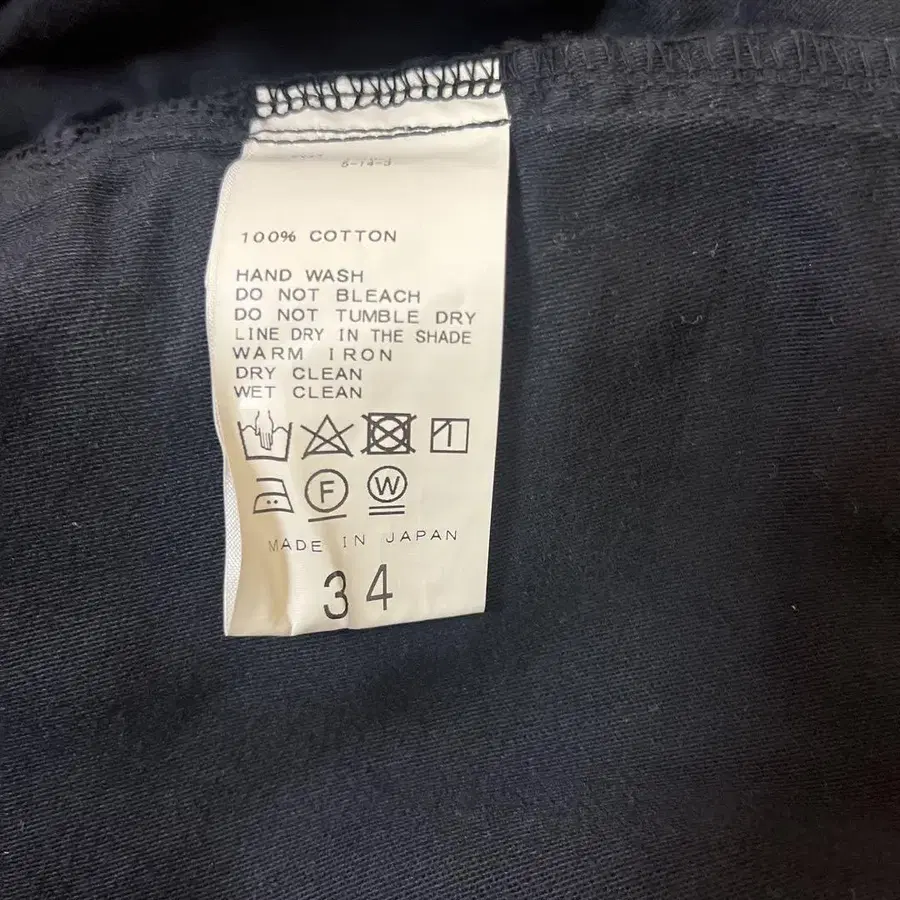 100% COTTON
HAND WASH
DO NOT BLEACH
DO NOT TUMBLE DRY
LINE DRY IN THE SHADE
WARM IRON
DRY CLEAN
WET CLEAN
F W
MADE IN JAPAN
34